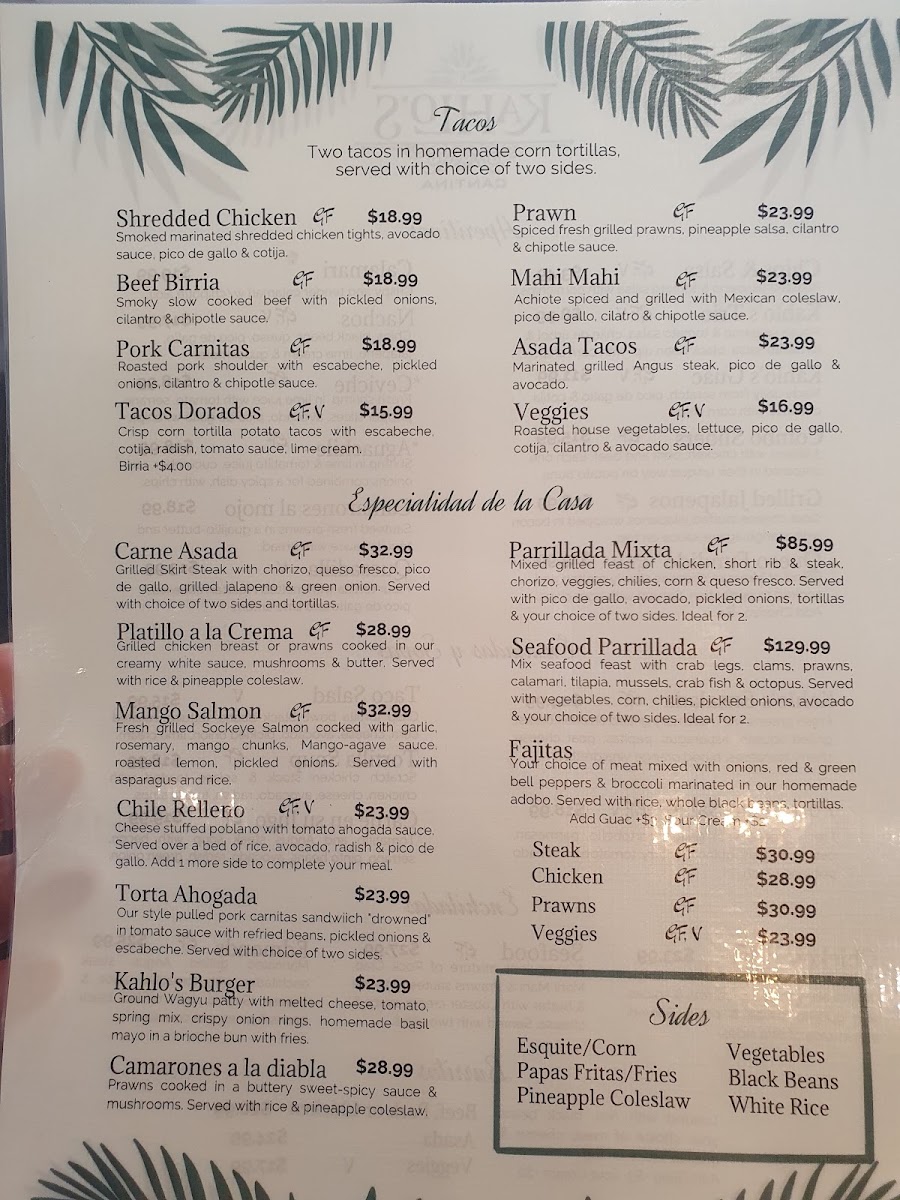 Tacos
Two tacos in homemade corn tortillas,
served with choice of two sides.
Shredded Chicken GF $18.99
Smoked marinated shredded chicken tights, avocado
sauce, pico de gallo & cotija.
Beef Birria GF $18.99
Smoky slow cooked beef with pickled onions,
cilantro & chipotle sauce.
Pork Carnitas GF $18.99
Roasted pork shoulder with escabeche, pickled
onions, cilantro & chipotle sauce.
Tacos Dorados GF, V $15.99
Crisp corn tortilla potato tacos with escabeche,
cotija, radish, tomato sauce, lime cream.
Birria +$4.00
Prawn GF $23.99
Spiced fresh grilled prawns, pineapple salsa, cilantro
& chipotle sauce.
Mahi Mahi GF $23.99
Achiote spiced and grilled with Mexican coleslaw,
pico de gallo, cilatro & chipotle sauce.
Asada Tacos GF $23.99
Marinated grilled Angus steak, pico de gallo &
avocado.
Veggies GF, V $16.99
Roasted house vegetables, lettuce, pico de gallo,
cotija, cilantro & avocado sauce.
Especialidad de la Casa
Carne Asada GF $32.99
Grilled Skirt Steak with chorizo, queso fresco, pico
de gallo, grilled jalapeno & green onion. Served
with choice of two sides and tortillas.
Platillo a la Crema GF $28.99
Grilled chicken breast or prawns cooked in our
creamy white sauce, mushrooms & butter. Served
with rice & pineapple coleslaw.
Mango Salmon GF $32.99
Fresh grilled Sockeye Salmon cocked with garlic,
rosemary, mango chunks, Mango-agave sauce,
roasted lemon, pickled onions. Served with
asparagus and rice.
Chile Relleno GF, V $23.99
Cheese stuffed poblano with tomato ahogada sauce.
Served over a bed of rice, avocado, radish & pico de
gallo. Add 1 more side to complete your meal.
Torta Ahogada $23.99
Our style pulled pork carnitas sandwiich "drowned"
in tomato sauce with refried beans, pickled onions &
escabeche. Served with choice of two sides.
Kahlo's Burger $23.99
Ground Wagyu patty with melted cheese, tomato,
spring mix, crispy onion rings, homemade basil
mayo in a brioche bun with fries.
Camarones a la diabla $28.99
Prawns cooked in a buttery sweet-spicy sauce &
mushrooms. Served with rice & pineapple coleslaw.
Parrillada Mixta GF $85.99
Mixed grilled feast of chicken, short rib & steak,
chorizo, veggies, chilies, corn & queso fresco. Served
with pico de gallo, avocado, pickled onions, tortillas
& your choice of two sides. Ideal for 2.
Seafood Parrillada GF $129.99
Mix seafood feast with crab legs, clams, prawns,
calamari, tilapia, mussels, crab fish & octopus. Served
with vegetables, corn, chilies, pickled onions, avocado
& your choice of two sides. Ideal for 2.
Fajitas
Your choice of meat mixed with onions, red & green
bell peppers & broccoli marinated in our homemade
adobo. Served with rice, whole black beans, tortillas.
Add Guac Sour Cream
Steak GF $30.99
Chicken GF $28.99
Prawns GF $30.99
Veggies GF, V $23.99
Sides
Esquite/Corn
Papas Fritas/Fries
Pineapple Coleslaw
Vegetables
Black Beans
White Rice